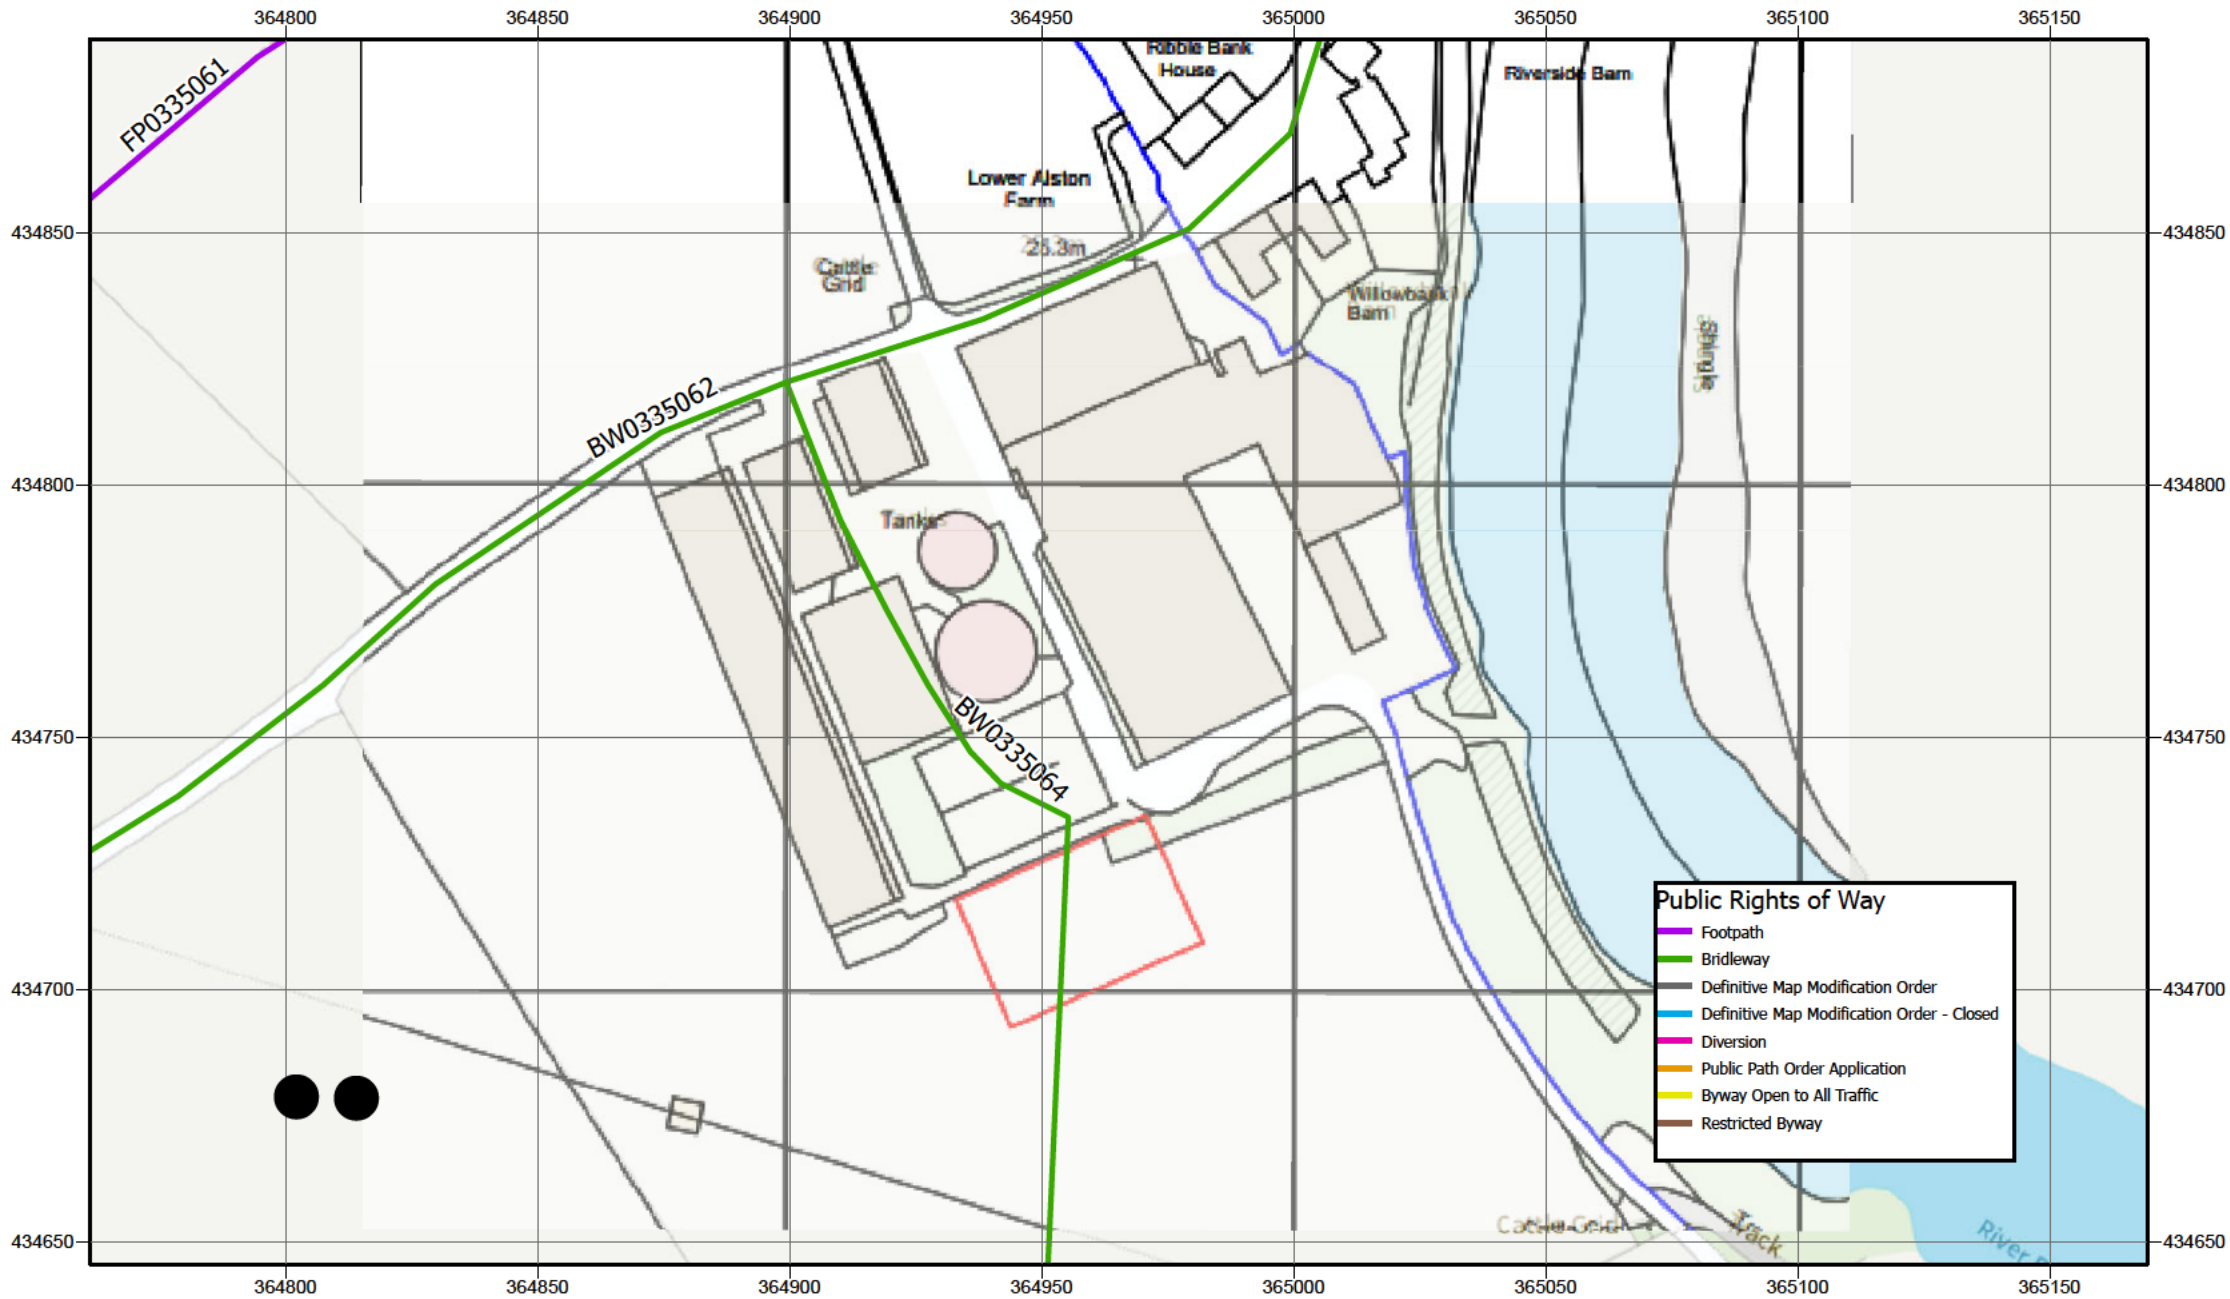 364800 364850 364900 364950 365000 365050 365100 365150
FP0335061
Ribble Bank
House
Riverside Barn
Lower Alston
Farm
434850
434850
25.3m
Cattle
Grid
Willowbank
Barn
Shingle
BW0335062
434800
434800
Tanks
BW0335064
434750
434750
Public Rights of Way
Footpath
Bridleway
Definitive Map Modification Order
Definitive Map Modification Order - Closed
Diversion
Public Path Order Application
Byway Open to All Traffic
Restricted Byway
434700
434700
Cattle Grid
Track
River
434650
434650
364800 364850 364900 364950 365000 365050 365100 365150